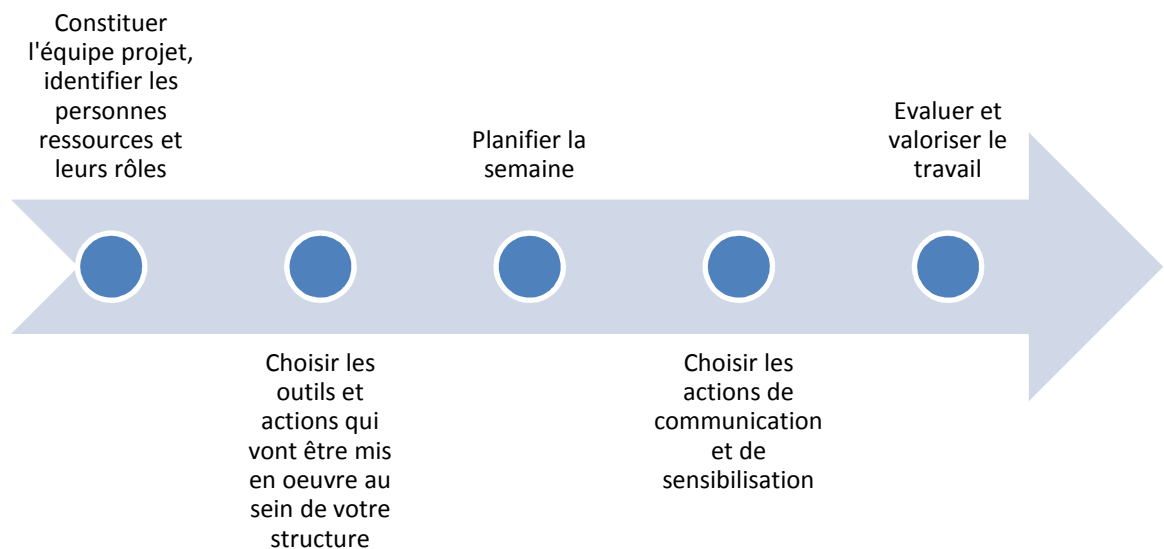 Constituer
l'équipe projet,
identifier les
personnes
ressources et
leurs rôles
Choisir les
outils et
actions qui
vont être mis
en oeuvre au
sein de votre
structure
Planifier la
semaine
Choisir les
actions de
communication
et de
sensibilisation
Evaluer et
valoriser le
travail